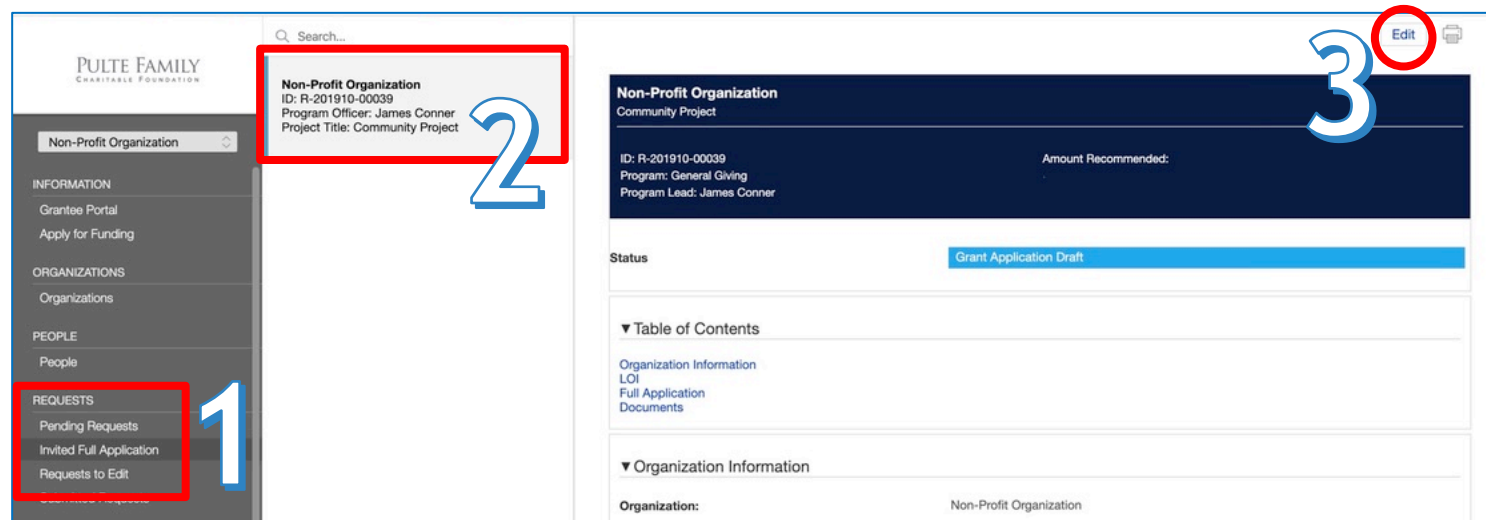 PULTE FAMILY
CHARITABLE FOUNDATION
Non-Profit Organization
INFORMATION
Grantee Portal
Apply for Funding
ORGANIZATIONS
Organizations
PEOPLE
People
REQUESTS
Pending Requests
Invited Full Application
Requests to Edit
1
Search...
Non-Profit Organization
ID: R-201910-00039
Program Officer: James Conner
Project Title: Community Project
2
Edit
3
Non-Profit Organization
Community Project
ID: R-201910-00039
Amount Recommended:
Program: General Giving
Program Lead: James Conner
Status
Grant Application Draft
▼Table of Contents
Organization Information
LOI
Full Application
Documents
▼Organization Information
Organization:
Non-Profit Organization